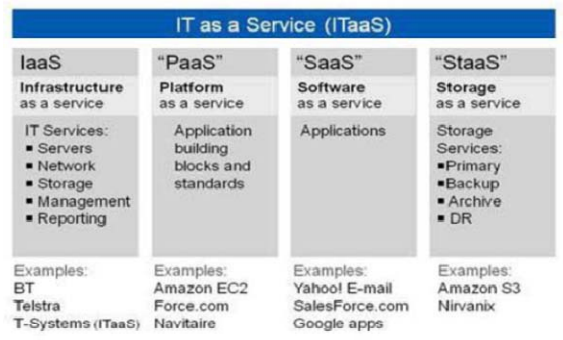 IT as a Service (ITaaS)
IaaS
Infrastructure
as a service
IT Services:
▪ Servers
▪ Network
▪ Storage
▪ Management
▪ Reporting
Examples:
BT
Telstra
T-Systems (ITaaS)
“PaaS”
Platform
as a service
Application
building
blocks and
standards
Examples:
Amazon EC2
Force.com
Navitaire
“SaaS”
Software
as a service
Applications
Examples:
Yahoo! E-mail
SalesForce.com
Google apps
“StaaS”
Storage
as a service
Storage
Services:
▪Primary
▪Backup
▪ Archive
▪ DR
Examples:
Amazon S3
Nirvanix